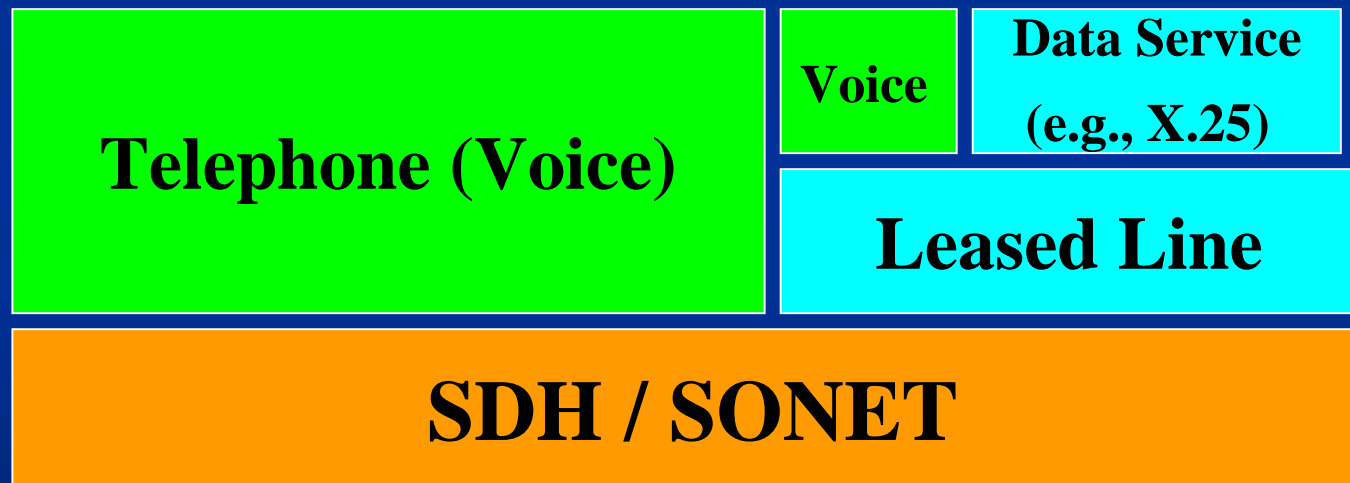 Telephone (Voice)
Voice
Data Service
(e.g., X.25)
Leased Line
SDH / SONET